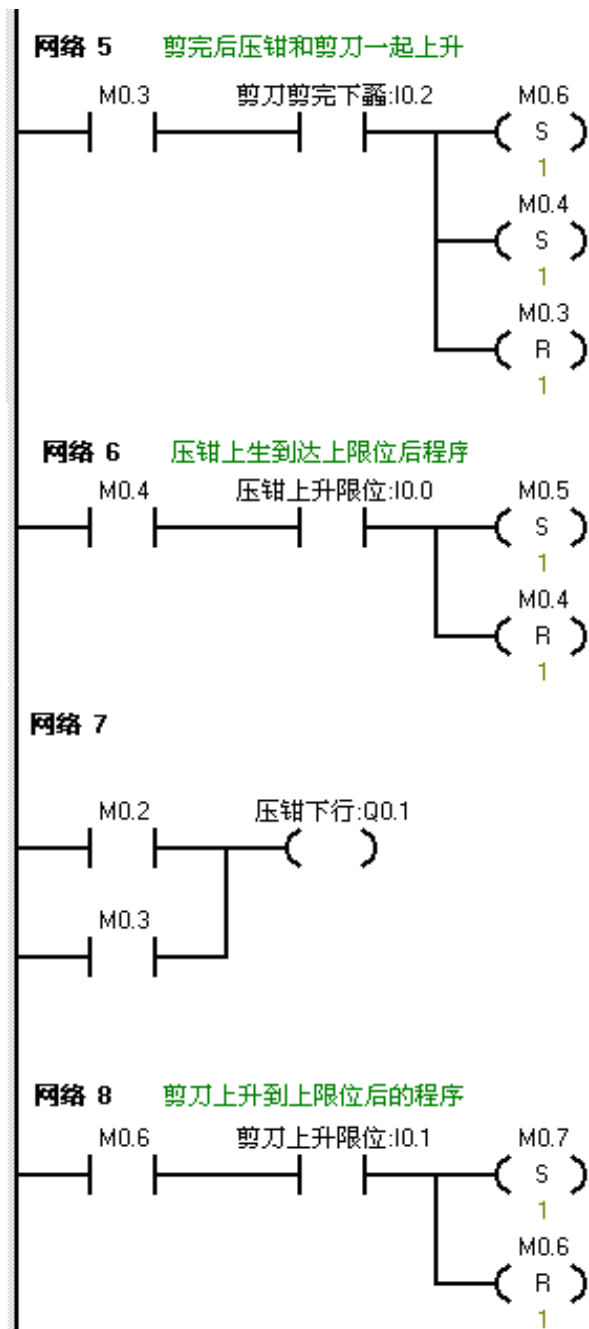 网络 5 剪完后压钳和剪刀一起上升
M0.3 剪刀剪完下:I0.2 M0.6
S
1
M0.4
S
1
M0.3
R
1
网络 6 压钳上生到达上限位后程序
M0.4 压钳上升限位:I0.0 M0.5
S
1
M0.4
R
1
网络 7
M0.2 压钳下行:Q0.1
M0.3
网络 8 剪刀上升到上限位后的程序
M0.6 剪刀上升限位:I0.1 M0.7
S
1
M0.6
R
1